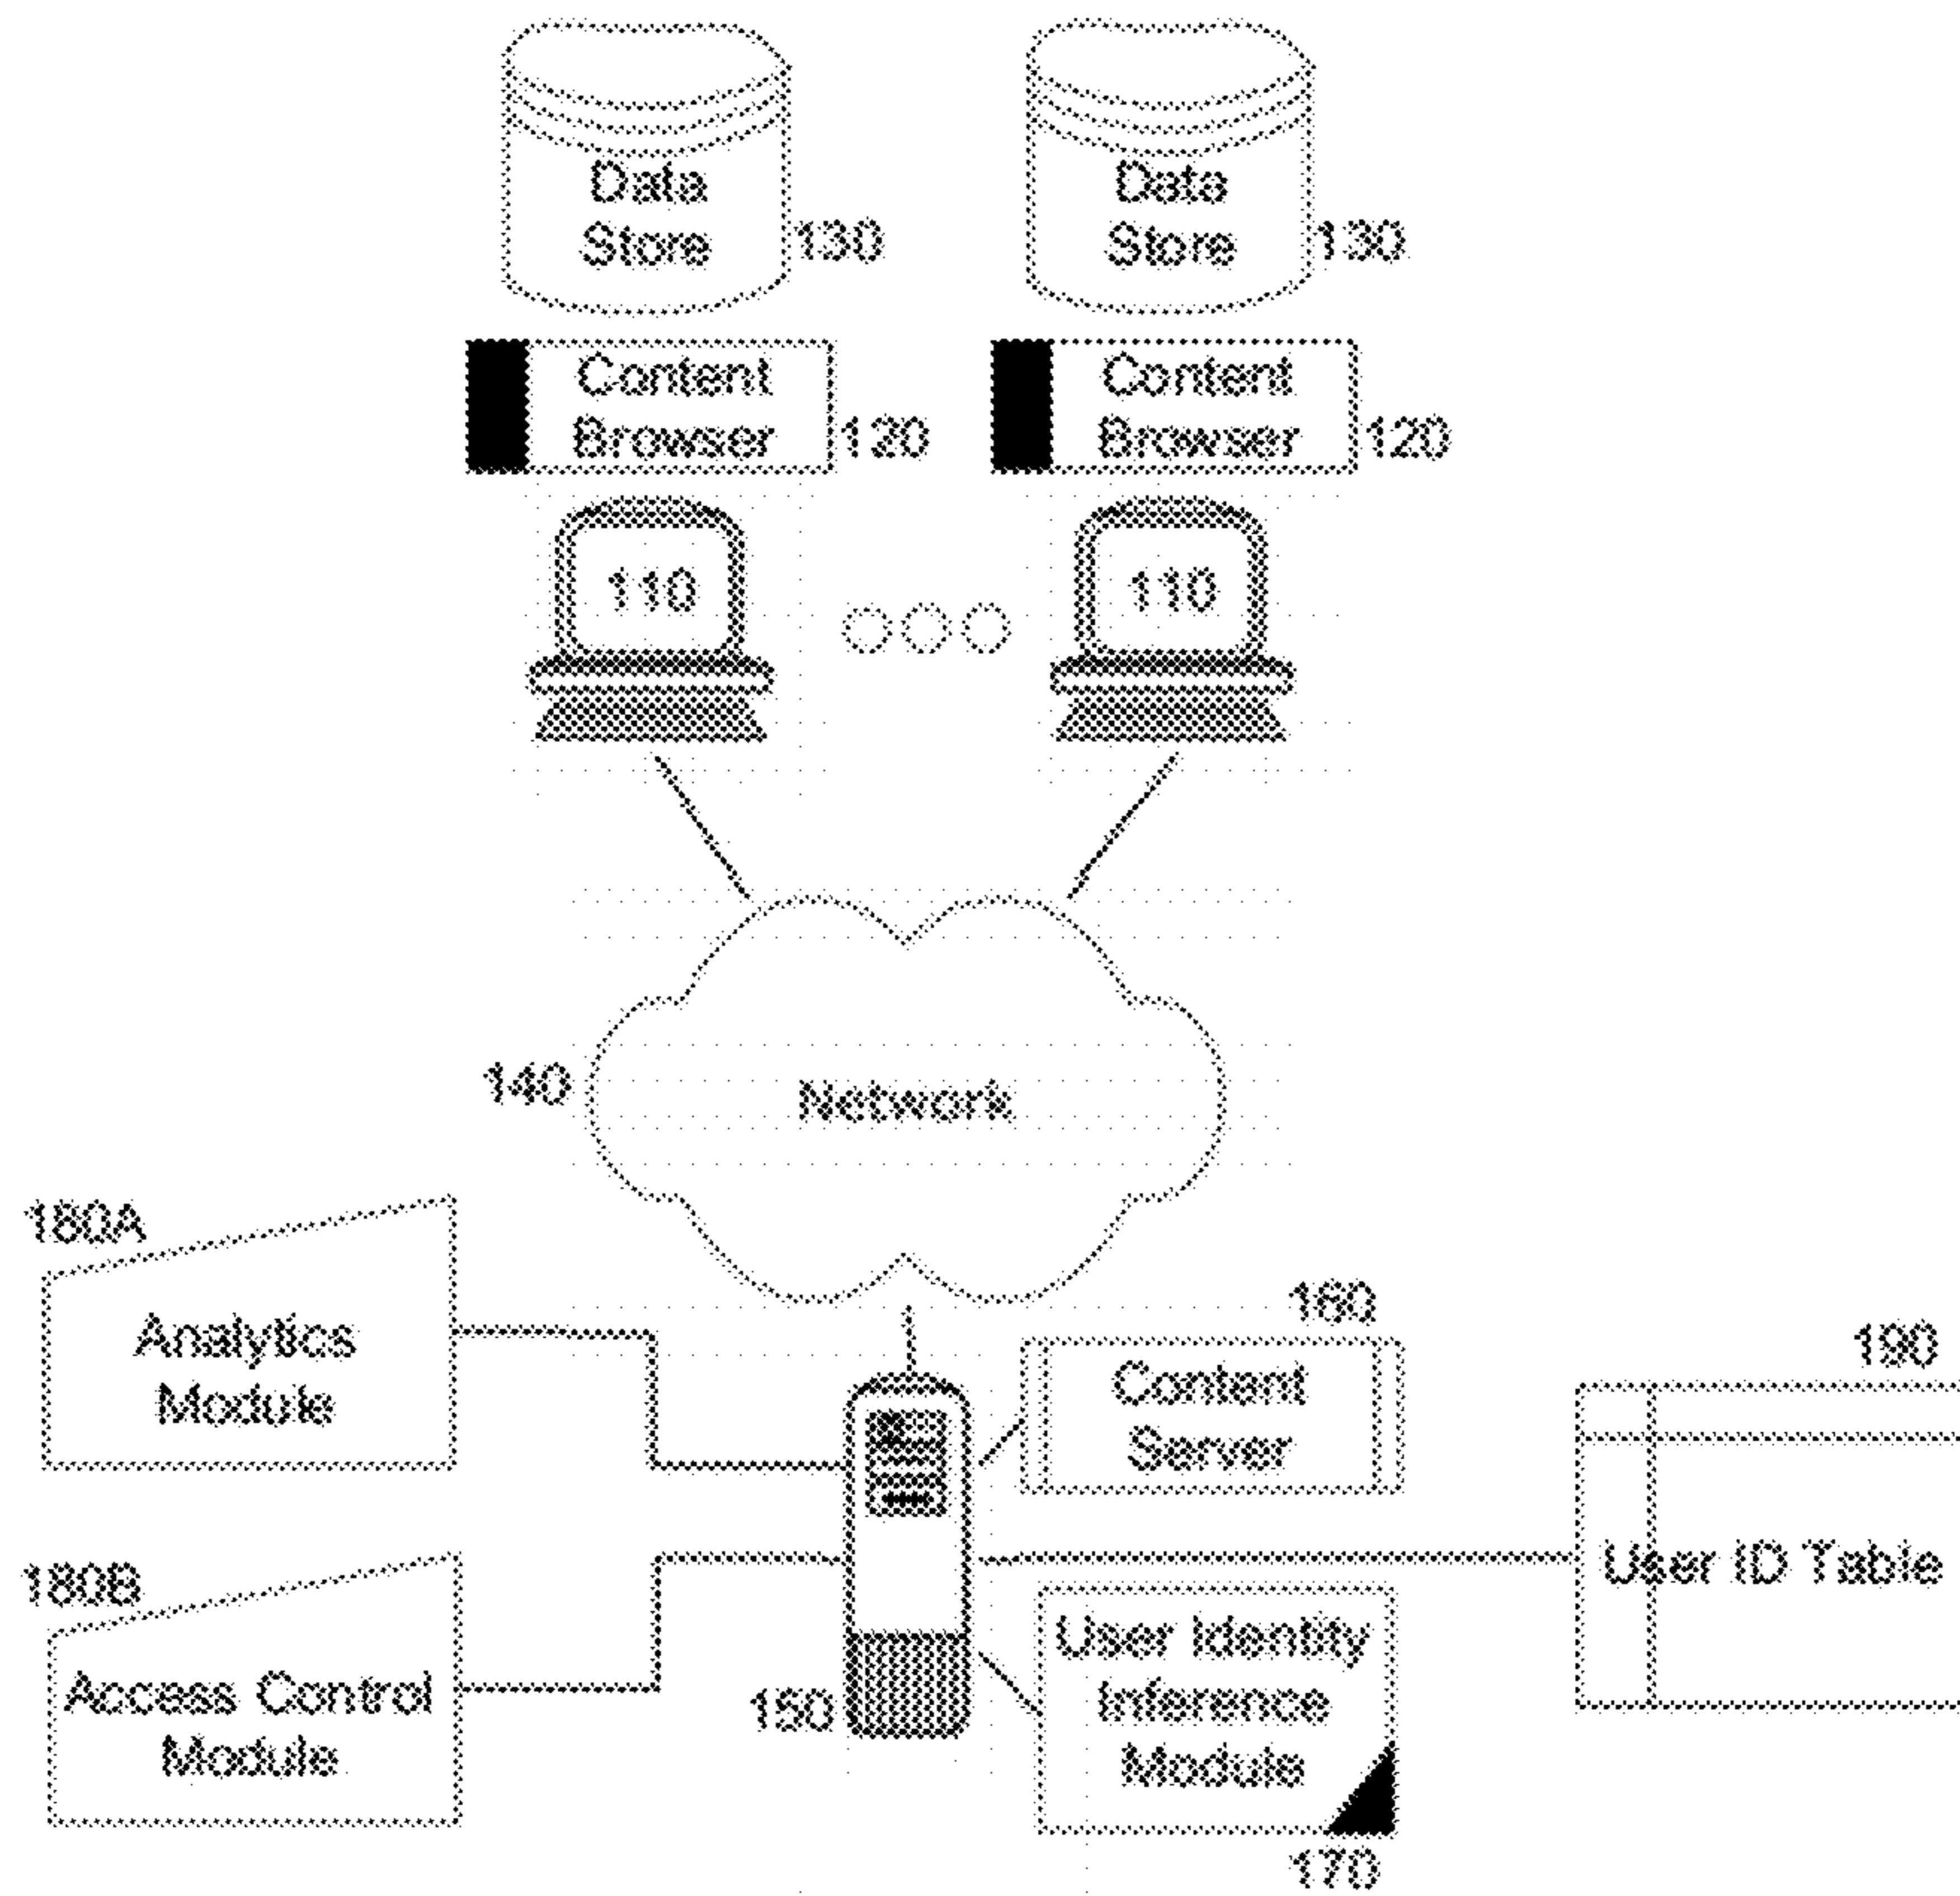 Data
Store
130
Data
Store
130
Content
Browser
120
Content
Browser
120
110
110
Network
140
180A
Analytics
Module
160
Content
Server
190
User ID Table
180B
Access Control
Module
150
User Identity
Inference
Module
170